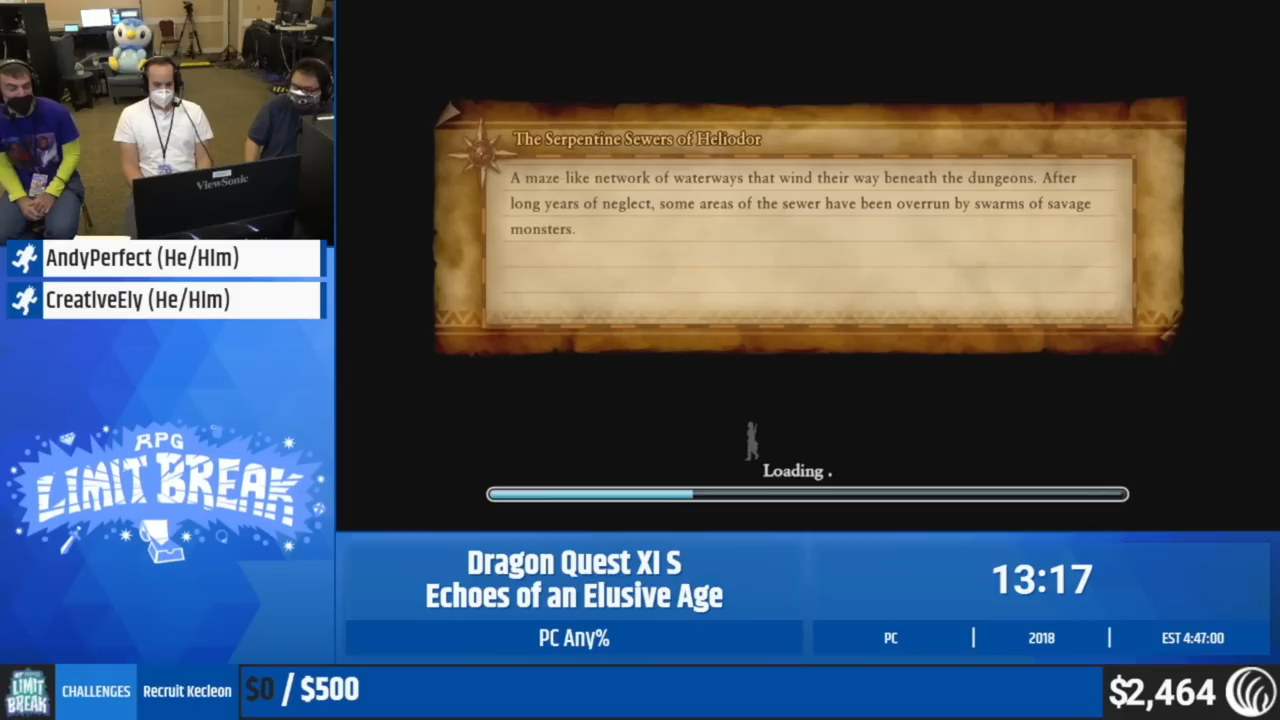 ViewSonic
AndyPerfect (He/HIm)
CreatIveEly (He/HIm)
RPG
LIMIT BREAK
The Serpentine Sewers of Heliodor
A maze-like network of waterways that wind their way beneath the dungeons. After
long years of neglect, some areas of the sewer have been overrun by swarms of savage
monsters.
Loading .
Dragon Quest XI S
Echoes of an Elusive Age
PC Any%
13:17
PC | 2018 | EST 4:47:00
LIMIT
BREAK
CHALLENGES
Recruit Kecleon
$0 / $500
$2,464